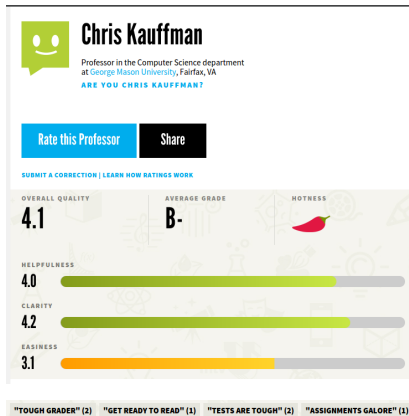 Chris Kauffman
Professor in the Computer Science department
at George Mason University, Fairfax, VA
ARE YOU CHRIS KAUFFMAN?
Rate this Professor Share
SUBMIT A CORRECTION | LEARN HOW RATINGS WORK
OVERALL QUALITY AVERAGE GRADE HOTNESS
4.1 B-
HELPFULNESS
4.0
CLARITY
4.2
EASINESS
3.1
"TOUGH GRADER" (2) "GET READY TO READ" (1) "TESTS ARE TOUGH" (2) "ASSIGNMENTS GALORE" (1)